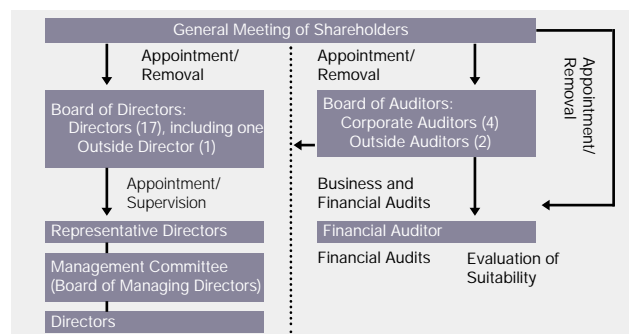 General Meeting of Shareholders
Appointment/
Removal
Appointment/
Removal
Appointment/
Removal
Board of Directors:
Directors (17), including one
Outside Director (1)
Board of Auditors:
Corporate Auditors (4)
Outside Auditors (2)
Appointment/
Supervision
Business and
Financial Audits
Representative Directors
Financial Auditor
Management Committee
(Board of Managing Directors)
Financial Audits
Evaluation of
Suitability
Directors